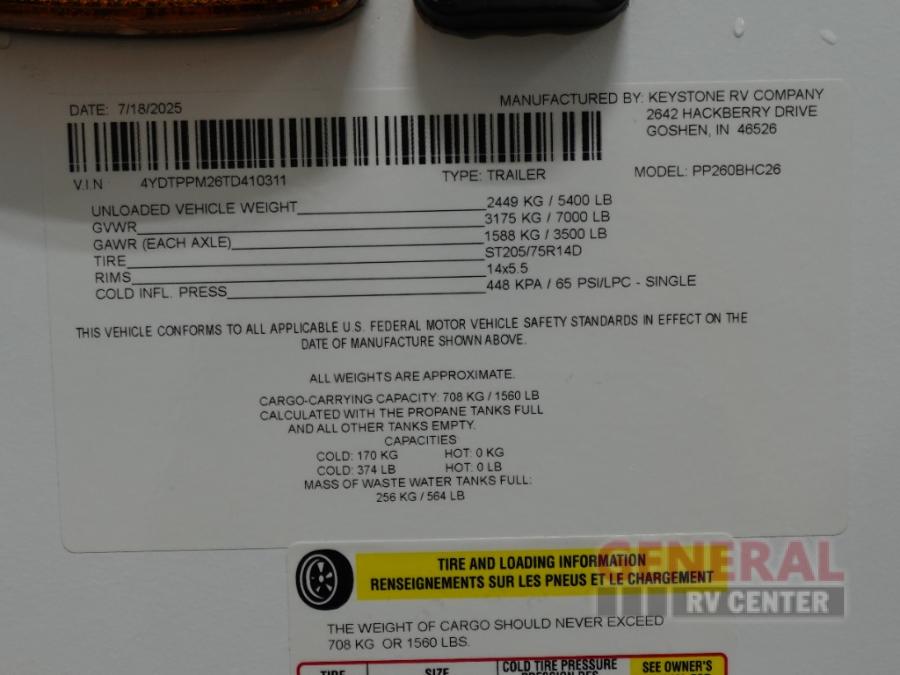 DATE: 7/18/2025
MANUFACTURED BY: KEYSTONE RV COMPANY
2642 HACKBERRY DRIVE
GOSHEN, IN 46526
V.I.N 4YDTPPM26TD410311 TYPE: TRAILER MODEL: PP260BHC26
UNLOADED VEHICLE WEIGHT 2449 KG / 5400 LB
GVWR 3175 KG / 7000 LB
GAWR (EACH AXLE) 1588 KG / 3500 LB
TIRE ST205/75R14D
RIMS 14x5.5
COLD INFL. PRESS 448 KPA / 65 PSI/LPC - SINGLE
THIS VEHICLE CONFORMS TO ALL APPLICABLE U.S. FEDERAL MOTOR VEHICLE SAFETY STANDARDS IN EFFECT ON THE
DATE OF MANUFACTURE SHOWN ABOVE.
ALL WEIGHTS ARE APPROXIMATE.
CARGO-CARRYING CAPACITY: 708 KG / 1560 LB
CALCULATED WITH THE PROPANE TANKS FULL
AND ALL OTHER TANKS EMPTY.
CAPACITIES
COLD: 170 KG HOT: 0 KG
COLD: 374 LB HOT: 0 LB
MASS OF WASTE WATER TANKS FULL:
256 KG / 564 LB
TIRE AND LOADING INFORMATION
RENSEIGNEMENTS SUR LES PNEUS ET LE CHARGEMENT
GENERAL
RV CENTER
THE WEIGHT OF CARGO SHOULD NEVER EXCEED
708 KG OR 1560 LBS.
TIRE SIZE COLD TIRE PRESSURE SEE OWNER'S